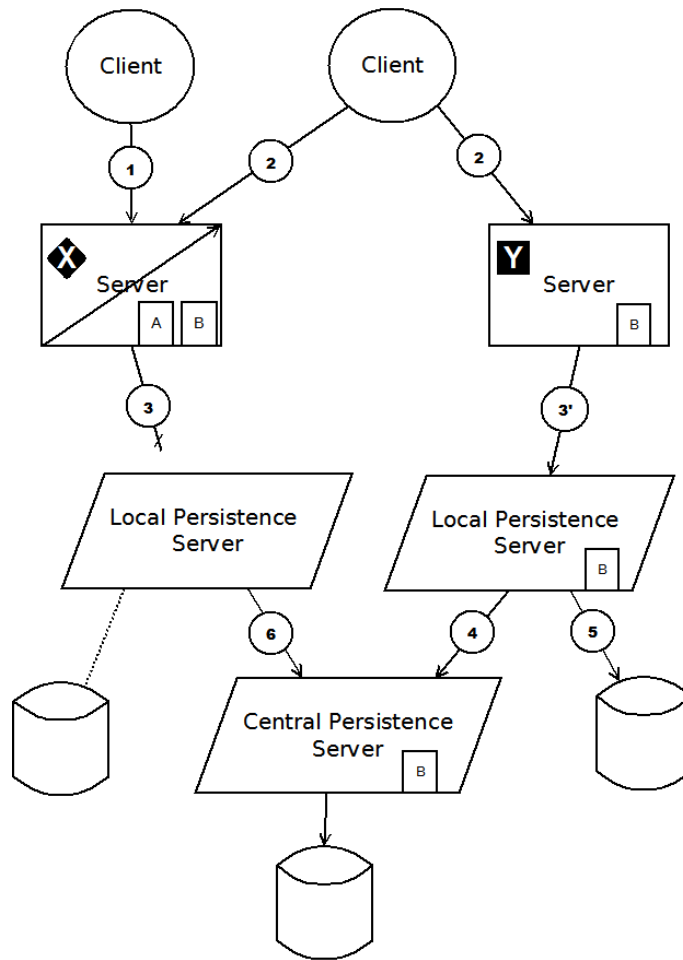 Client
Client
1
2
2
X
Server
A
B
Y
Server
B
3
3'
Local Persistence
Server
Local Persistence
Server
B
6
4
5
Central Persistence
Server
B